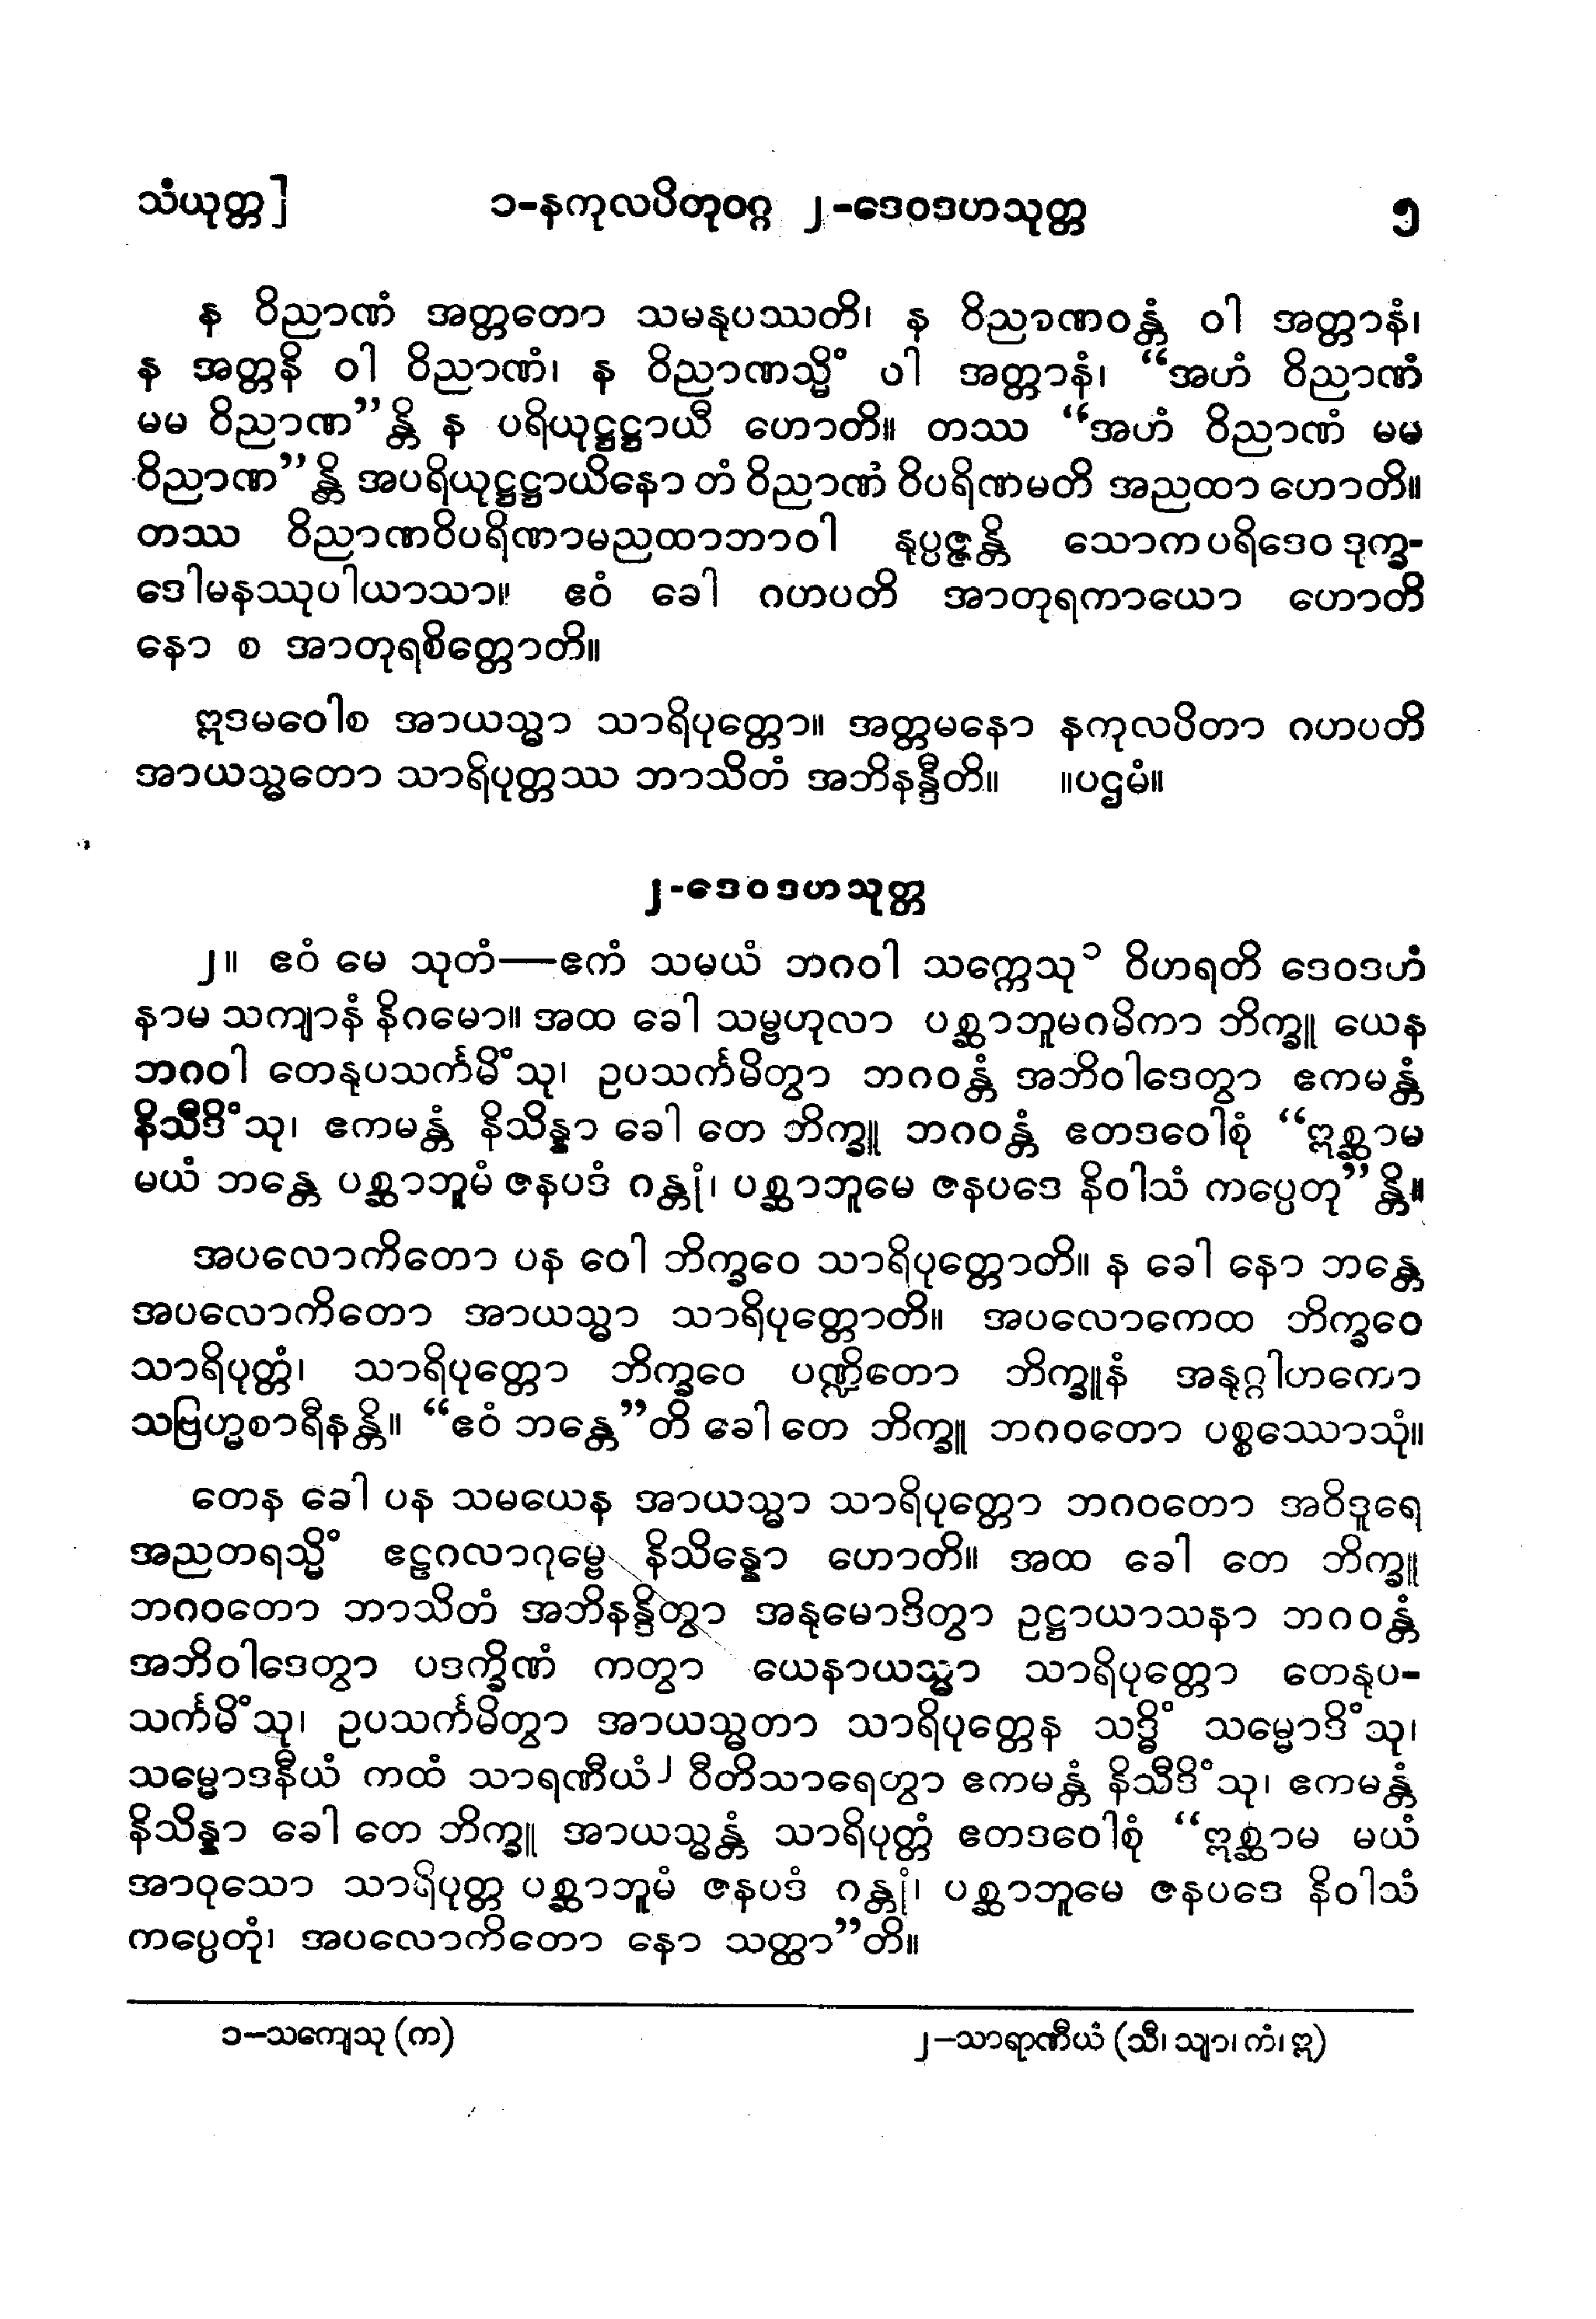 သံယုတ္တ] ၁-နကုလပိတုဝဂ္ဂ ၂-ဒေဝဒဟသုတ္တ ၅
န ဝိညာဏံ အတ္တတော သမနုပဿတိ၊ န ဝိညာဏဝန္တံ ဝါ အတ္တာနံ၊
န အတ္တနိ ဝါ ဝိညာဏံ၊ န ဝိညာဏသ္မိံ ဝါ အတ္တာနံ၊ “အဟံ ဝိညာဏံ
မမ ဝိညာဏ”န္တိ န ပရိယုဋ္ဌဋ္ဌာယီ ဟောတိ။ တဿ “အဟံ ဝိညာဏံ မမ
ဝိညာဏ”န္တိ အပရိယုဋ္ဌဋ္ဌာယိနော တံ ဝိညာဏံ ဝိပရိဏမတိ အညထာ ဟောတိ။
တဿ ဝိညာဏဝိပရိဏာမညထာဘာဝါ နုပ္ပဇ္ဇန္တိ သောကပရိဒေဝဒုက္ခ-
ဒေါမနဿုပါယာသာ။ ဧဝံ ခေါ ဂဟပတိ အာတုရကာယော ဟောတိ
နော စ အာတုရစိတ္တောတိ။
ဣဒမဝေါစ အာယသ္မာ သာရိပုတ္တော။ အတ္တမနော နကုလပိတာ ဂဟပတိ
အာယသ္မတော သာရိပုတ္တဿ ဘာသိတံ အဘိနန္ဒီတိ။ ။ပဌမံ။
၂-ဒေဝဒဟသုတ္တ
၂။ ဧဝံ မေ သုတံ—ဧကံ သမယံ ဘဂဝါ သက္ကေသု၁ ဝိဟရတိ ဒေဝဒဟံ
နာမ သကျာနံ နိဂမော။ အထ ခေါ သမ္ဗဟုလာ ပစ္ဆာဘူမဂမိကာ ဘိက္ခူ ယေန
ဘဂဝါ တေနုပသင်္ကမိံသု၊ ဥပသင်္ကမိတွာ ဘဂဝန္တံ အဘိဝါဒေတွာ ဧကမန္တံ
နိသီဒိံသု၊ ဧကမန္တံ နိသိန္နာ ခေါ တေ ဘိက္ခူ ဘဂဝန္တံ ဧတဒဝေါစုံ “ဣစ္ဆာမ
မယံ ဘန္တေ ပစ္ဆာဘူမံ ဇနပဒံ ဂန္တုံ၊ ပစ္ဆာဘူမေ ဇနပဒေ နိဝါသံ ကပ္ပေတု”န္တိ။
အပလောကိတော ပန ဝေါ ဘိက္ခဝေ သာရိပုတ္တောတိ။ န ခေါ နော ဘန္တေ
အပလောကိတော အာယသ္မာ သာရိပုတ္တောတိ။ အပလောကေထ ဘိက္ခဝေ
သာရိပုတ္တံ၊ သာရိပုတ္တော ဘိက္ခဝေ ပဏ္ဍိတော ဘိက္ခူနံ အနုဂ္ဂါဟကော
သဗြဟ္မစာရီနန္တိ။ “ဧဝံ ဘန္တေ”တိ ခေါ တေ ဘိက္ခူ ဘဂဝတော ပစ္စဿောသုံ။
တေန ခေါ ပန သမယေန အာယသ္မာ သာရိပုတ္တော ဘဂဝတော အဝိဒူရေ
အညတရသ္မိံ ဧဠဂလာဂုမ္ဗေ နိသိန္နော ဟောတိ။ အထ ခေါ တေ ဘိက္ခူ
ဘဂဝတော ဘာသိတံ အဘိနန္ဒိတွာ အနုမောဒိတွာ ဥဋ္ဌာယာသနာ ဘဂဝန္တံ
အဘိဝါဒေတွာ ပဒက္ခိဏံ ကတွာ ယေနာယသ္မာ သာရိပုတ္တော တေနုပ-
သင်္ကမိံသု၊ ဥပသင်္ကမိတွာ အာယသ္မတာ သာရိပုတ္တေန သဒ္ဓိံ သမ္မောဒိံသု၊
သမ္မောဒနီယံ ကထံ သာရဏီယံ၂ ဝီတိသာရေတွာ ဧကမန္တံ နိသီဒိံသု၊ ဧကမန္တံ
နိသိန္နာ ခေါ တေ ဘိက္ခူ အာယသ္မန္တံ သာရိပုတ္တံ ဧတဒဝေါစုံ “ဣစ္ဆာမ မယံ
အာဝုသော သာရိပုတ္တ ပစ္ဆာဘူမံ ဇနပဒံ ဂန္တုံ၊ ပစ္ဆာဘူမေ ဇနပဒေ နိဝါသံ
ကပ္ပေတုံ၊ အပလောကိတော နော သတ္ထာ”တိ။
၁–သကျေသု (က) ၂–သာရာဏီယံ (သီ၊ သျာ၊ ကံ၊ ဣ)